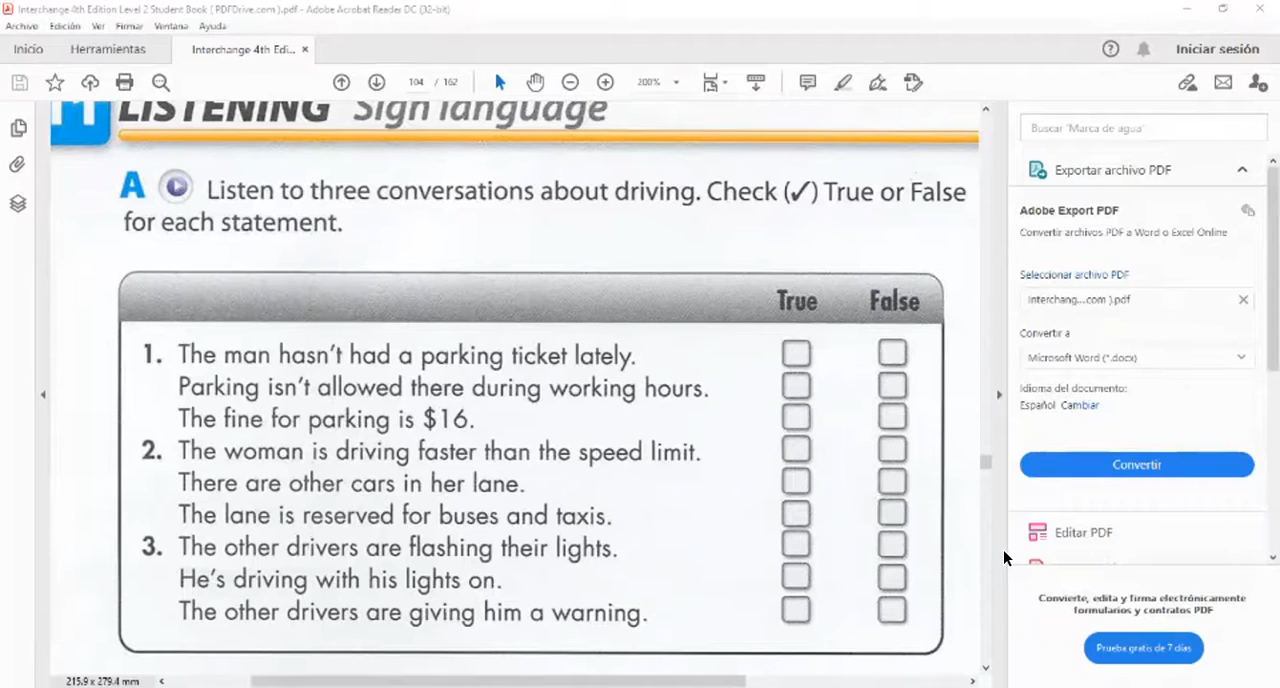 Interchange 4th Edition Level 2 Student Book ( PDFDrive.com ).pdf - Adobe Acrobat Reader DC (32-bit)
Archivo Edición Ver Firmar Ventana Ayuda
Inicio Herramientas Interchange 4th Edi... × Iniciar sesión
104 / 162 200%
11 LISTENING Sign language
A Listen to three conversations about driving. Check (✓) True or False
for each statement.
True False
1. The man hasn't had a parking ticket lately.
Parking isn't allowed there during working hours.
The fine for parking is $16.
2. The woman is driving faster than the speed limit.
There are other cars in her lane.
The lane is reserved for buses and taxis.
3. The other drivers are flashing their lights.
He's driving with his lights on.
The other drivers are giving him a warning.
215.9 x 279.4 mm
Buscar 'Marca de agua'
Exportar archivo PDF
Adobe Export PDF
Convertir archivos PDF a Word o Excel Online
Seleccionar archivo PDF
Interchang...com ).pdf ×
Convertir a
Microsoft Word (*.docx)
Idioma del documento:
Español Cambiar
Convertir
Editar PDF
Convierte, edita y firma electrónicamente
formularios y contratos PDF
Prueba gratis de 7 días